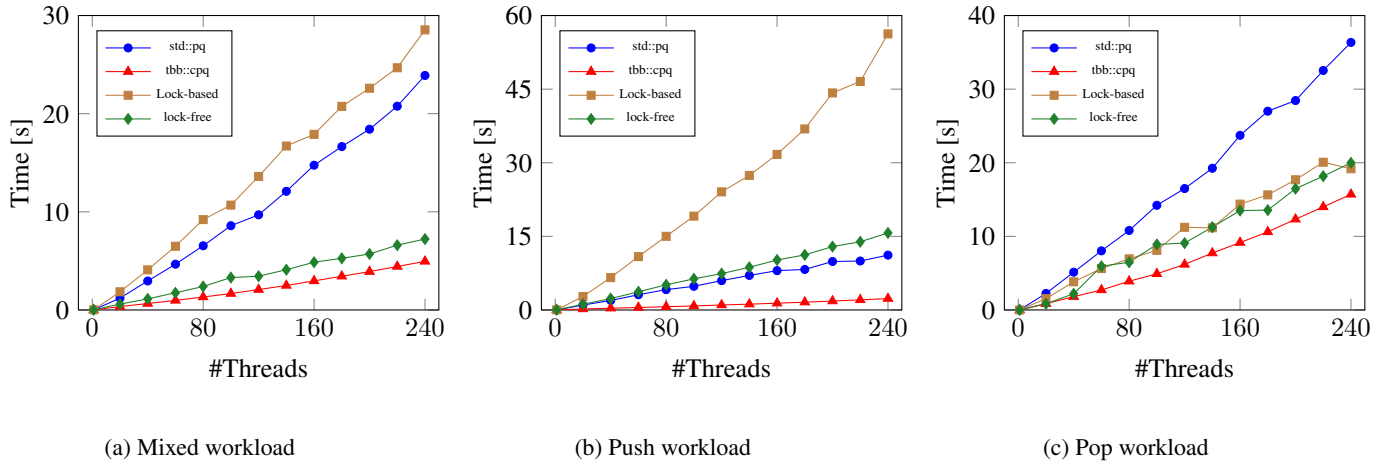 30
20
10
0
Time [s]
std::pq
tbb::cpq
Lock-based
lock-free
0
80
160
240
#Threads
(a) Mixed workload
60
45
30
15
0
Time [s]
std::pq
tbb::cpq
Lock-based
lock-free
0
80
160
240
#Threads
(b) Push workload
40
30
20
10
0
Time [s]
std::pq
tbb::cpq
Lock-based
lock-free
0
80
160
240
#Threads
(c) Pop workload